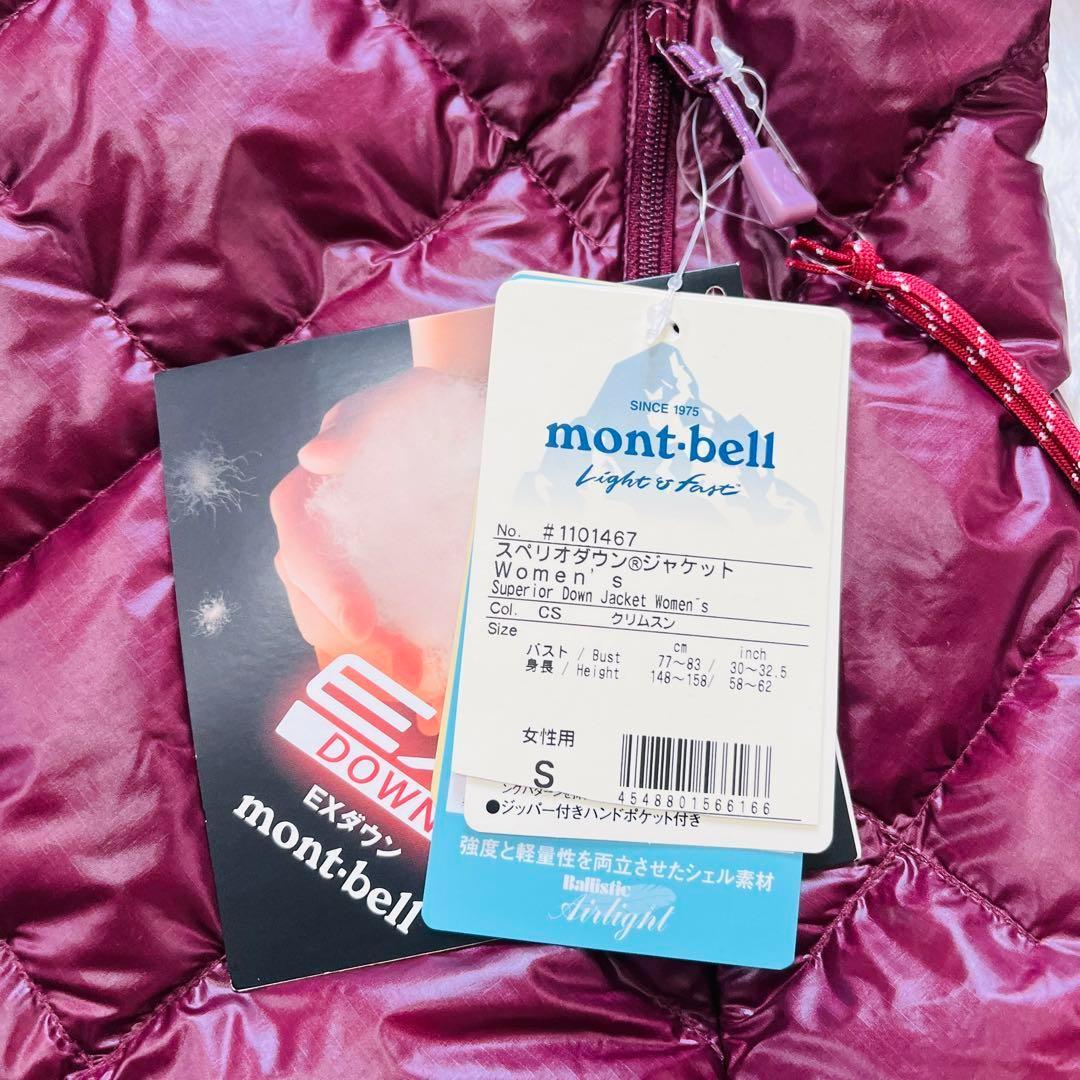 SINCE 1975
mont·bell
Light & Fast™
No. #1101467
スペリオダウン®ジャケット
Women's
Superior Down Jacket Women's
Col. CS クリムスン
Size
cm inch
バスト / Bust 77～83 / 30～32.5
身長 / Height 148～158/ 58～62
女性用
S
4548801566166
●ジッパー付きハンドポケット付き
強度と軽量性を両立させたシェル素材
Ballistic
Airlight
EX
DOWN
EXダウン
mont·bell